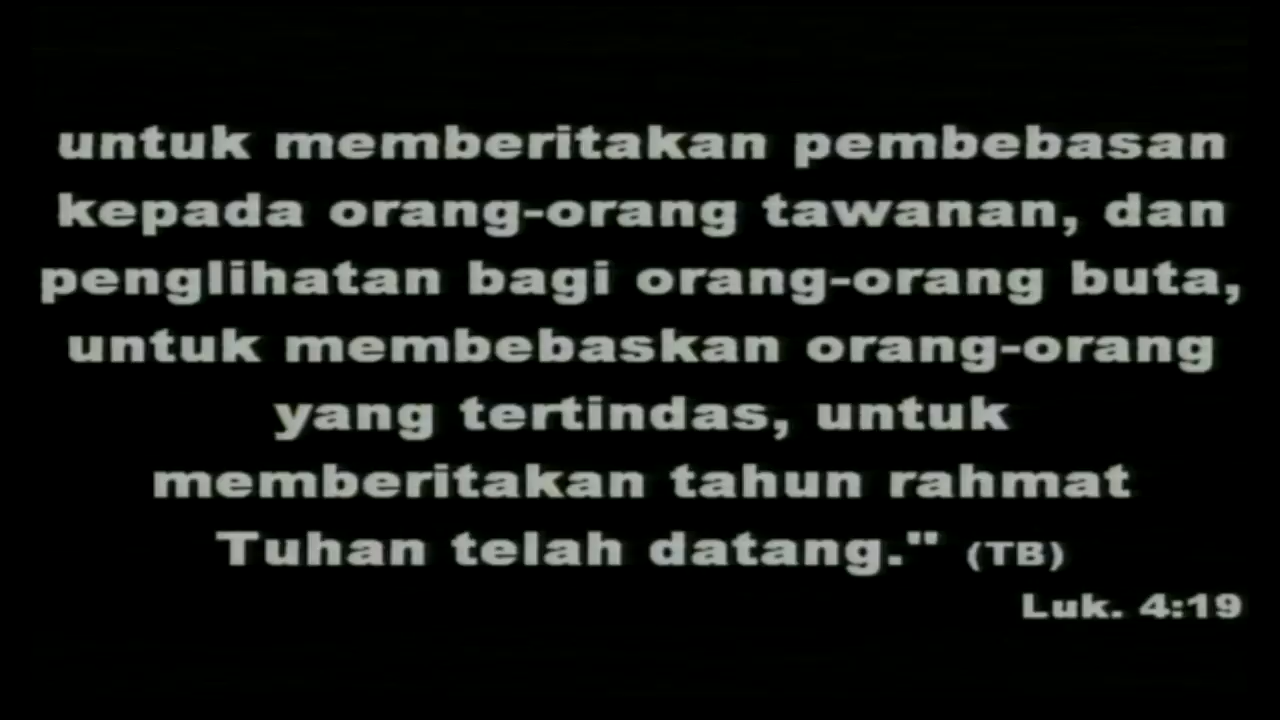 untuk memberitakan pembebasan
kepada orang-orang tawanan, dan
penglihatan bagi orang-orang buta,
untuk membebaskan orang-orang
yang tertindas, untuk
memberitakan tahun rahmat
Tuhan telah datang." (TB)
Luk. 4:19